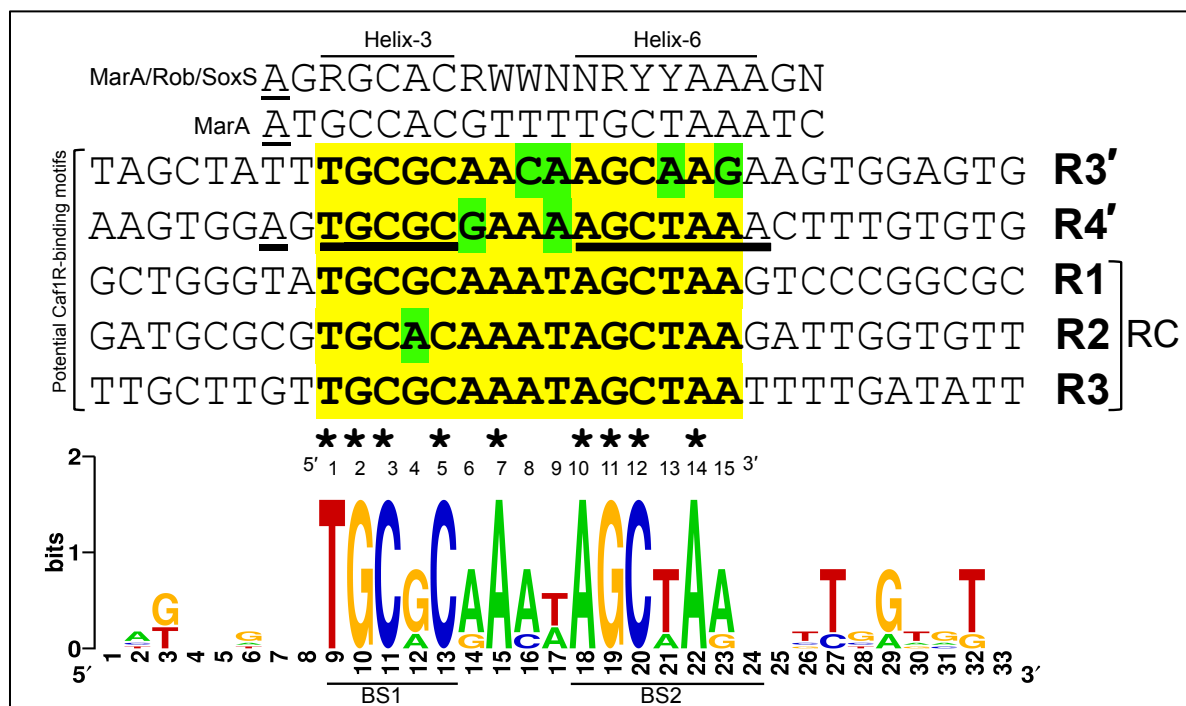 Helix-3 Helix-6
MarA/Rob/SoxS AGRGCACRWWNNRYYAAAGN
MarA ATGCCACGTTTTGCTAAATC
Potential Caf1R-binding motifs
TAGCTATTTGCGCAACAAGCAAGAAGTGGAGTG R3′
AAGTGGAGTGCGCGAAAAGCTAAACTTTGTGTG R4′
GCTGGGTATGCGCAAATAGCTAAGTCCCGGCGC R1
GATGCGCGTGCACAAATAGCTAAGATTGGTGTT R2
RC
TTGCTTGTTGCGCAAATAGCTAATTTTGATATT R3
* * * * * * * * *
5′ 1 2 3 4 5 6 7 8 9 10 11 12 13 14 15 3′
2
bits
1
0
TGCGCAAATAGCTAA
5′ 1 2 3 4 5 6 7 8 9 10 11 12 13 14 15 16 17 18 19 20 21 22 23 24 25 26 27 28 29 30 31 32 33 3′
BS1 BS2